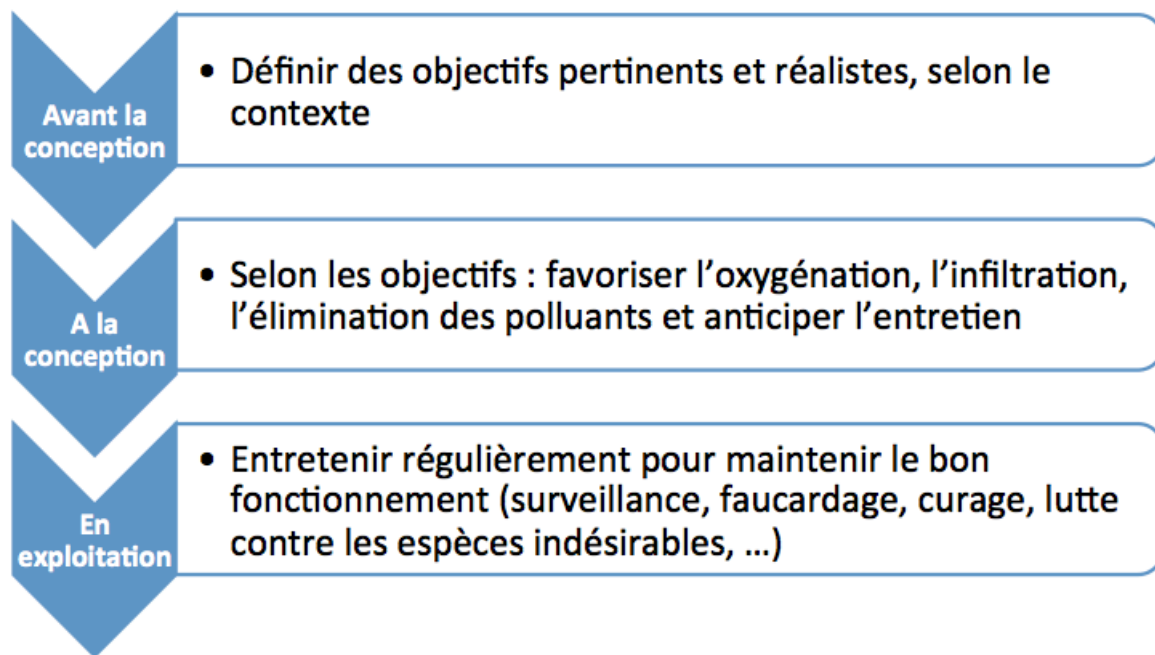 Avant la
conception
• Définir des objectifs pertinents et réalistes, selon le
contexte
A la
conception
• Selon les objectifs : favoriser l’oxygénation, l’infiltration,
l’élimination des polluants et anticiper l’entretien
En
exploitation
• Entretenir régulièrement pour maintenir le bon
fonctionnement (surveillance, faucardage, curage, lutte
contre les espèces indésirables, …)